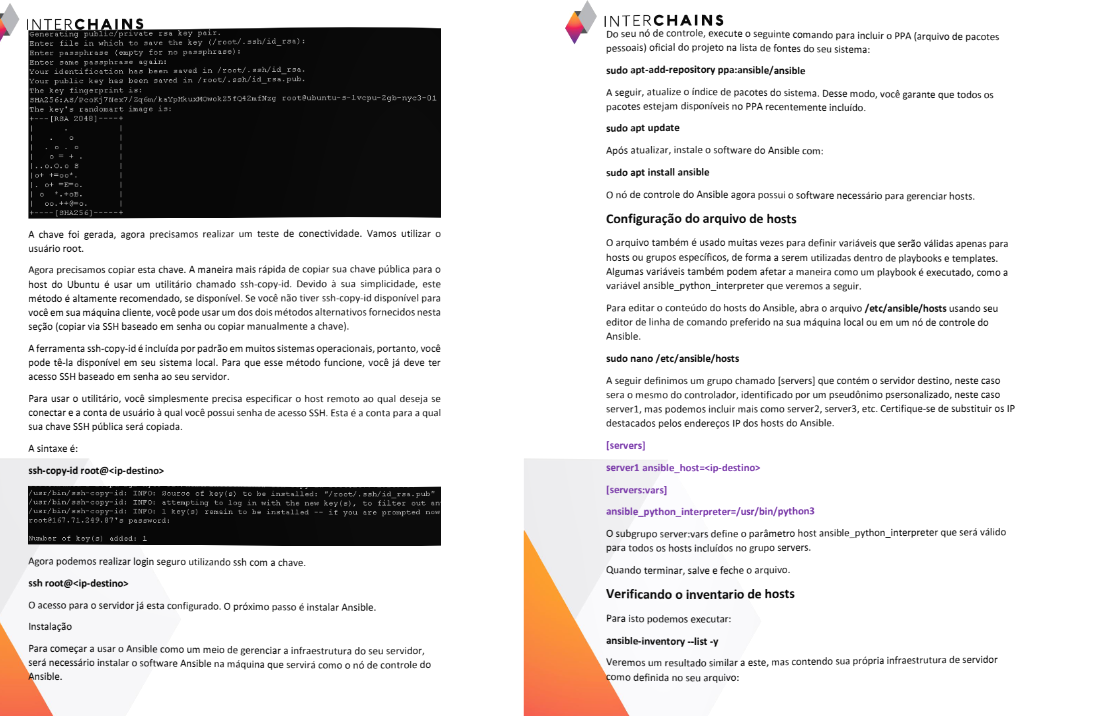 INTERCHAINS
Generating public/private rsa key pair.
Enter file in which to save the key (/root/.ssh/id_rsa):
Enter passphrase (empty for no passphrase):
Enter same passphrase again:
Your identification has been saved in /root/.ssh/id_rsa.
Your public key has been saved in /root/.ssh/id_rsa.pub.
The key fingerprint is:
root@ubuntu-s-1vcpu-2gb-nyc3-01
The key's randomart image is:
+---[RSA 2048]----+
| . |
| . o |
| . o . o |
| o = + . |
|..o.O.o S |
|o+ +=oo*. |
|. o+ =E=o. |
| o *.+oB. |
| oo.++@=o. |
+----[SHA256]-----+
A chave foi gerada, agora precisamos realizar um teste de conectividade. Vamos utilizar o
usuário root.
Agora precisamos copiar esta chave. A maneira mais rápida de copiar sua chave pública para o
host do Ubuntu é usar um utilitário chamado ssh-copy-id. Devido à sua simplicidade, este
método é altamente recomendado, se disponível. Se você não tiver ssh-copy-id disponível para
você em sua máquina cliente, você pode usar um dos dois métodos alternativos fornecidos nesta
seção (copiar via SSH baseado em senha ou copiar manualmente a chave).
A ferramenta ssh-copy-id é incluída por padrão em muitos sistemas operacionais, portanto, você
pode tê-la disponível em seu sistema local. Para que esse método funcione, você já deve ter
acesso SSH baseado em senha ao seu servidor.
Para usar o utilitário, você simplesmente precisa especificar o host remoto ao qual deseja se
conectar e a conta de usuário à qual você possui senha de acesso SSH. Esta é a conta para a qual
sua chave SSH pública será copiada.
A sintaxe é:
ssh-copy-id root@<ip-destino>
/usr/bin/ssh-copy-id: INFO: Source of key(s) to be installed: "/root/.ssh/id_rsa.pub"
/usr/bin/ssh-copy-id: INFO: attempting to log in with the new key(s), to filter out an
/usr/bin/ssh-copy-id: INFO: 1 key(s) remain to be installed -- if you are prompted now
root@167.71.249.87's password:
Number of key(s) added: 1
Agora podemos realizar login seguro utilizando ssh com a chave.
ssh root@<ip-destino>
O acesso para o servidor já esta configurado. O próximo passo é instalar Ansible.
Instalação
Para começar a usar o Ansible como um meio de gerenciar a infraestrutura do seu servidor,
será necessário instalar o software Ansible na máquina que servirá como o nó de controle do
Ansible.
INTERCHAINS
Do seu nó de controle, execute o seguinte comando para incluir o PPA (arquivo de pacotes
pessoais) oficial do projeto na lista de fontes do seu sistema:
sudo apt-add-repository ppa:ansible/ansible
A seguir, atualize o índice de pacotes do sistema. Desse modo, você garante que todos os
pacotes estejam disponíveis no PPA recentemente incluído.
sudo apt update
Após atualizar, instale o software do Ansible com:
sudo apt install ansible
O nó de controle do Ansible agora possui o software necessário para gerenciar hosts.
Configuração do arquivo de hosts
O arquivo também é usado muitas vezes para definir variáveis que serão válidas apenas para
hosts ou grupos específicos, de forma a serem utilizadas dentro de playbooks e templates.
Algumas variáveis também podem afetar a maneira como um playbook é executado, como a
variável ansible_python_interpreter que veremos a seguir.
Para editar o conteúdo do hosts do Ansible, abra o arquivo /etc/ansible/hosts usando seu
editor de linha de comando preferido na sua máquina local ou em um nó de controle do
Ansible.
sudo nano /etc/ansible/hosts
A seguir definimos um grupo chamado [servers] que contém o servidor destino, neste caso
sera o mesmo do controlador, identificado por um pseudônimo psersonalizado, neste caso
server1, mas podemos incluir mais como server2, server3, etc. Certifique-se de substituir os IP
destacados pelos endereços IP dos hosts do Ansible.
[servers]
server1 ansible_host=<ip-destino>
[servers:vars]
ansible_python_interpreter=/usr/bin/python3
O subgrupo server:vars define o parâmetro host ansible_python_interpreter que será válido
para todos os hosts incluídos no grupo servers.
Quando terminar, salve e feche o arquivo.
Verificando o inventario de hosts
Para isto podemos executar:
ansible-inventory --list -y
Veremos um resultado similar a este, mas contendo sua própria infraestrutura de servidor
como definida no seu arquivo: